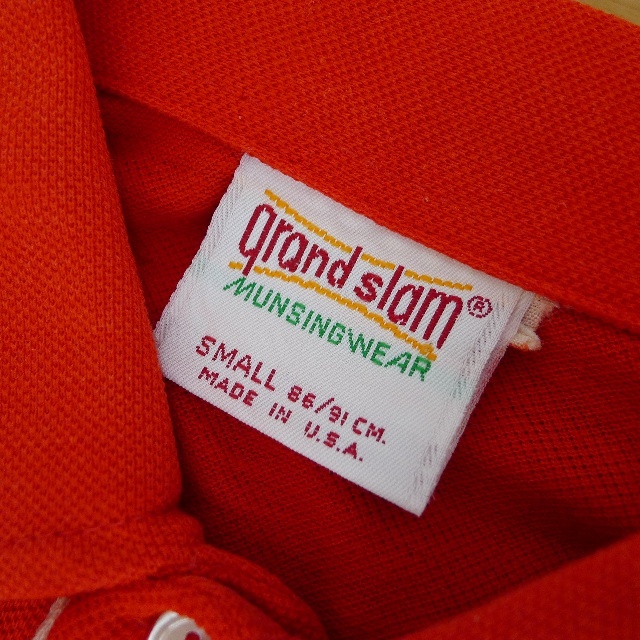 grand slam®
MUNSINGWEAR
SMALL 86/91 CM.
MADE IN U.S.A.